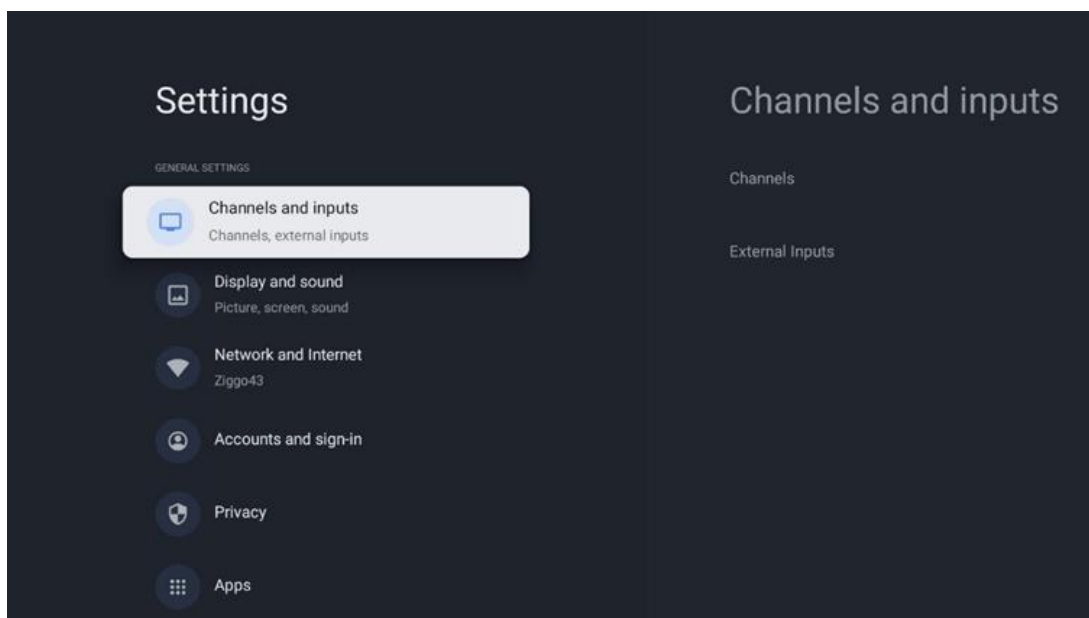 Settings
GENERAL SETTINGS
Channels and inputs
Channels, external inputs
Display and sound
Picture, screen, sound
Network and Internet
Ziggo43
Accounts and sign-in
Privacy
Apps
Channels and inputs
Channels
External Inputs